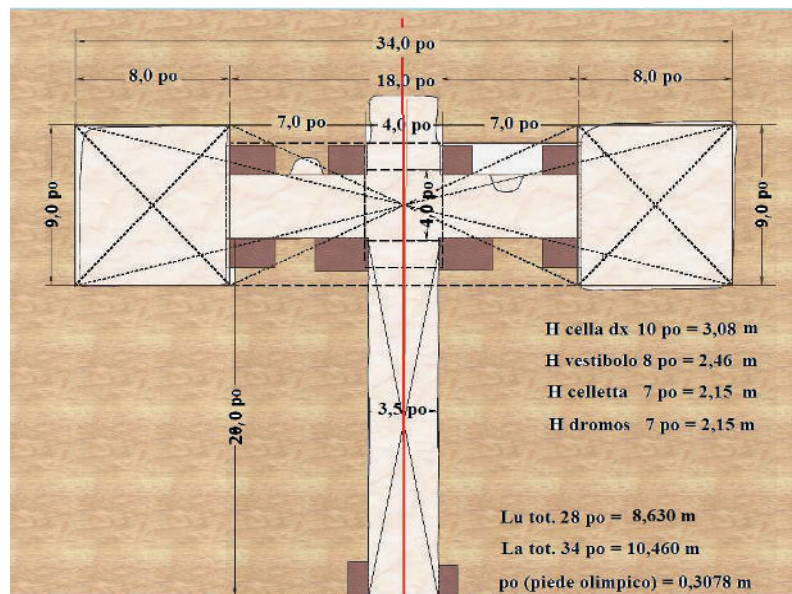 34,0 po
8,0 po
18,0 po
8,0 po
7,0 po
4,0 po
7,0 po
9,0 po
4,0 po
9,0 po
H cella dx 10 po = 3,08 m
H vestibolo 8 po = 2,46 m
H celletta 7 po = 2,15 m
H dromos 7 po = 2,15 m
3,5 po
20,0 po
Lu tot. 28 po = 8,630 m
La tot. 34 po = 10,460 m
po (piede olimpico) = 0,3078 m